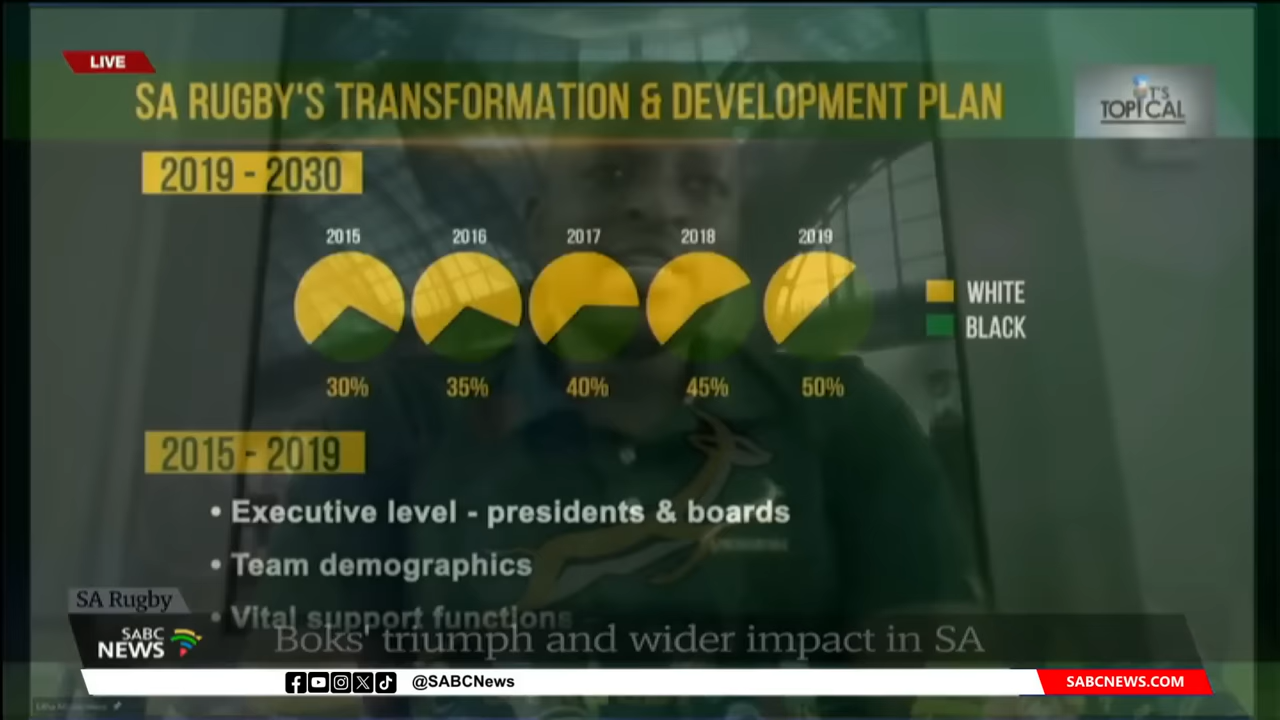 LIVE
SA RUGBY'S TRANSFORMATION & DEVELOPMENT PLAN
IT'S
TOPICAL
2019 - 2030
2015 2016 2017 2018 2019
WHITE
BLACK
30% 35% 40% 45% 50%
2015 - 2019
• Executive level - presidents & boards
• Team demographics
• Vital support functions
SA Rugby
SABC
NEWS
Boks' triumph and wider impact in SA
@SABCNews
SABCNEWS.COM